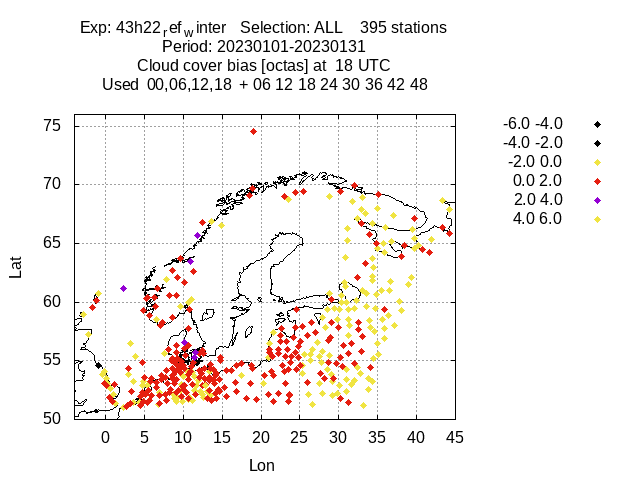 Exp: 43h22refwinter Selection: ALL 395 stations
Period: 20230101-20230131
Cloud cover bias [octas] at 18 UTC
Used 00,06,12,18 + 06 12 18 24 30 36 42 48
-6.0 -4.0
-4.0 -2.0
-2.0 0.0
0.0 2.0
2.0 4.0
4.0 6.0
75
70
65
60
55
50
Lat
0 5 10 15 20 25 30 35 40 45
Lon